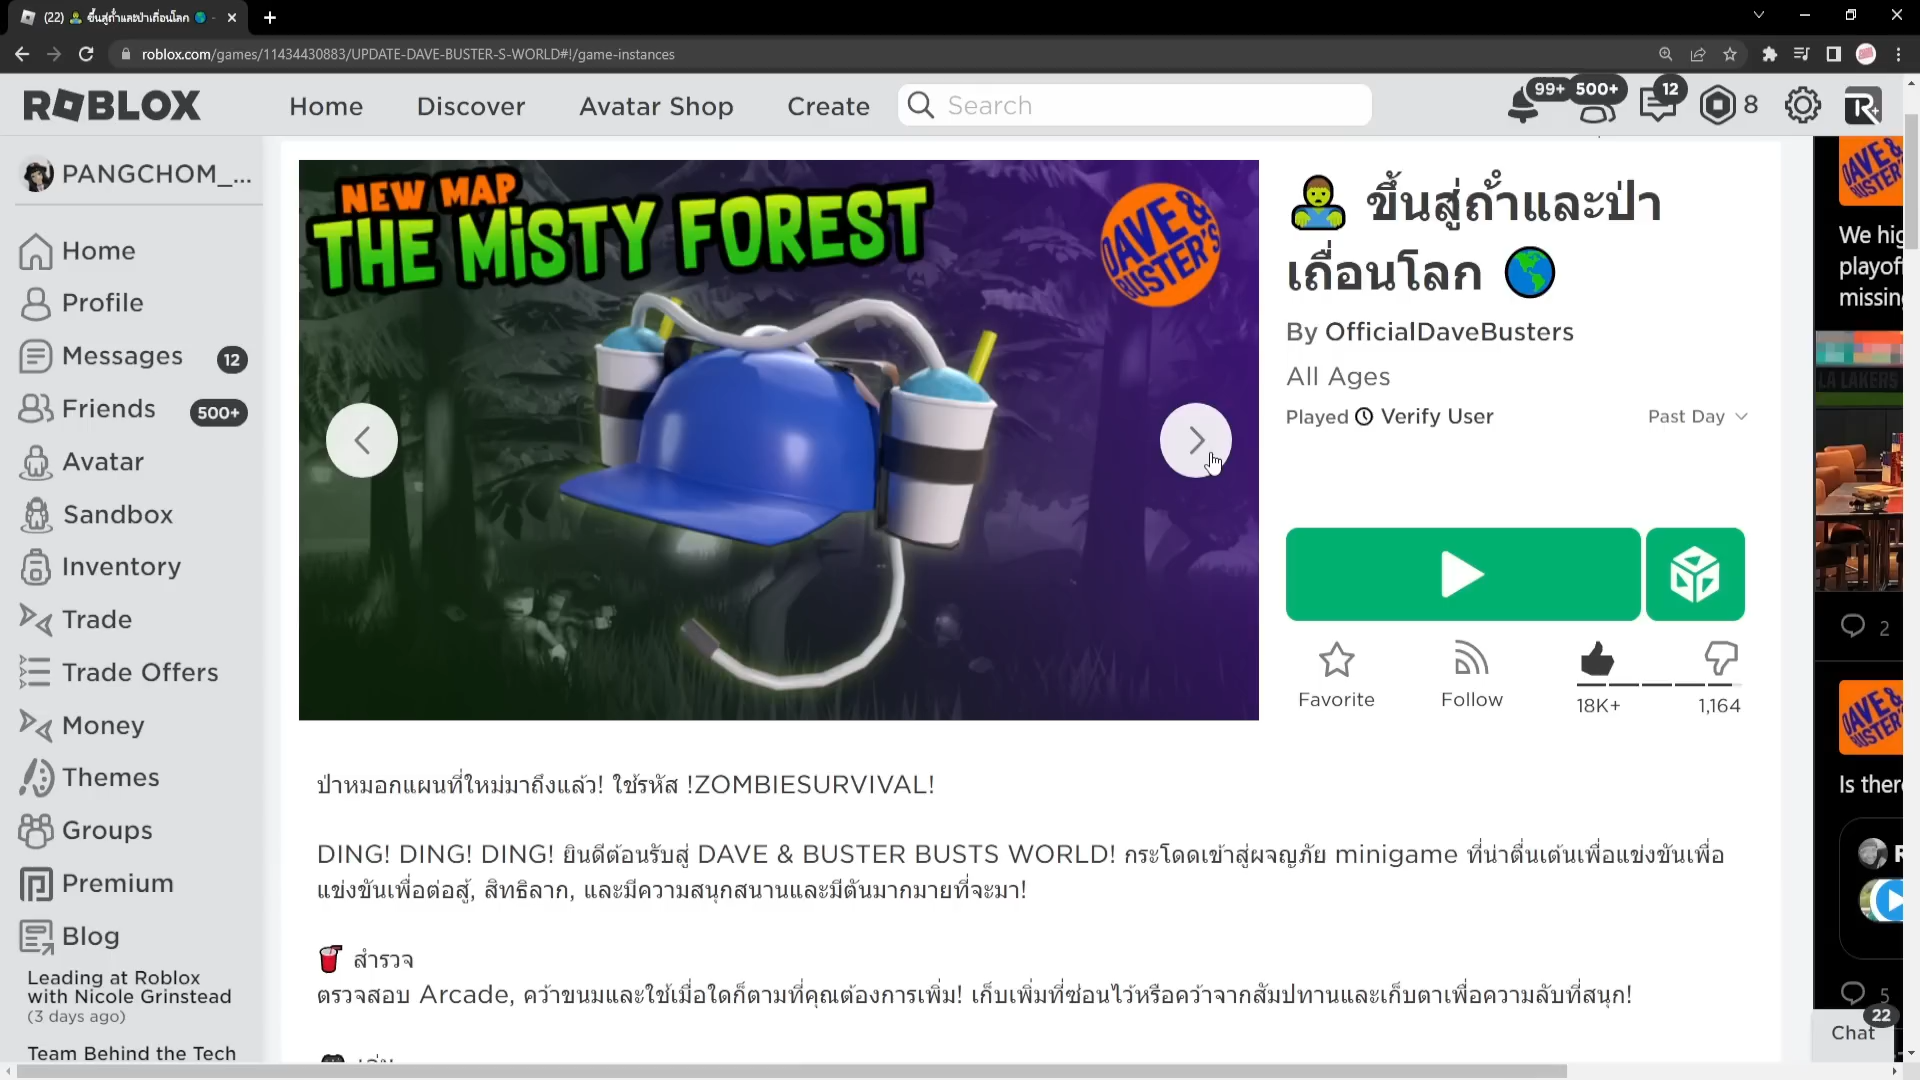 (22) 🧟‍♂️ ขึ้นสู่ถ้ำและป่าเถื่อนโลก 🌎 -
roblox.com/games/11434430883/UPDATE-DAVE-BUSTER-S-WORLD#!/game-instances
ROBLOX
Home
Discover
Avatar Shop
Create
Search
99+
500+
12
8
PANGCHOM_...
Home
Profile
Messages
12
Friends
500+
Avatar
Sandbox
Inventory
Trade
Trade Offers
Money
Themes
Groups
Premium
Blog
Leading at Roblox
with Nicole Grinstead
(3 days ago)
Team Behind the Tech
NEW MAP
THE MiSTY FOREST
DAVE &
BUSTER'S
🧟‍♂️ ขึ้นสู่ถ้ำและป่า
เถื่อนโลก 🌎
By OfficialDaveBusters
All Ages
Played Verify User
Past Day
Favorite
Follow
18K+
1,164
ป่าหมอกแผนที่ใหม่มาถึงแล้ว! ใช้รหัส !ZOMBIESURVIVAL!
DING! DING! DING! ยินดีต้อนรับสู่ DAVE & BUSTER BUSTS WORLD! กระโดดเข้าสู่ผจญภัย minigame ที่น่าตื่นเต้นเพื่อแข่งขันเพื่อ
แข่งขันเพื่อต่อสู้, สิทธิลาก, และมีความสนุกสนานและมีตันมากมายที่จะมา!
🥤 สำรวจ
ตรวจสอบ Arcade, คว้าขนมและใช้เมื่อใดก็ตามที่คุณต้องการเพิ่ม! เก็บเพิ่มที่ซ่อนไว้หรือคว้าจากสัมปทานและเก็บตาเพื่อความลับที่สนุก!
DAVE &
BUSTER
We hig
playof
missin
LA LAKERS
2
DAVE &
BUSTER
Is ther
5
22
Chat